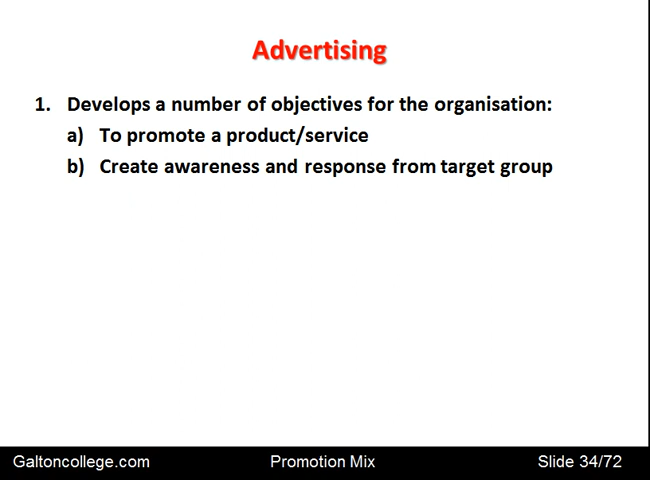 Advertising
1. Develops a number of objectives for the organisation:
a) To promote a product/service
b) Create awareness and response from target group
Galtoncollege.com Promotion Mix Slide 34/72